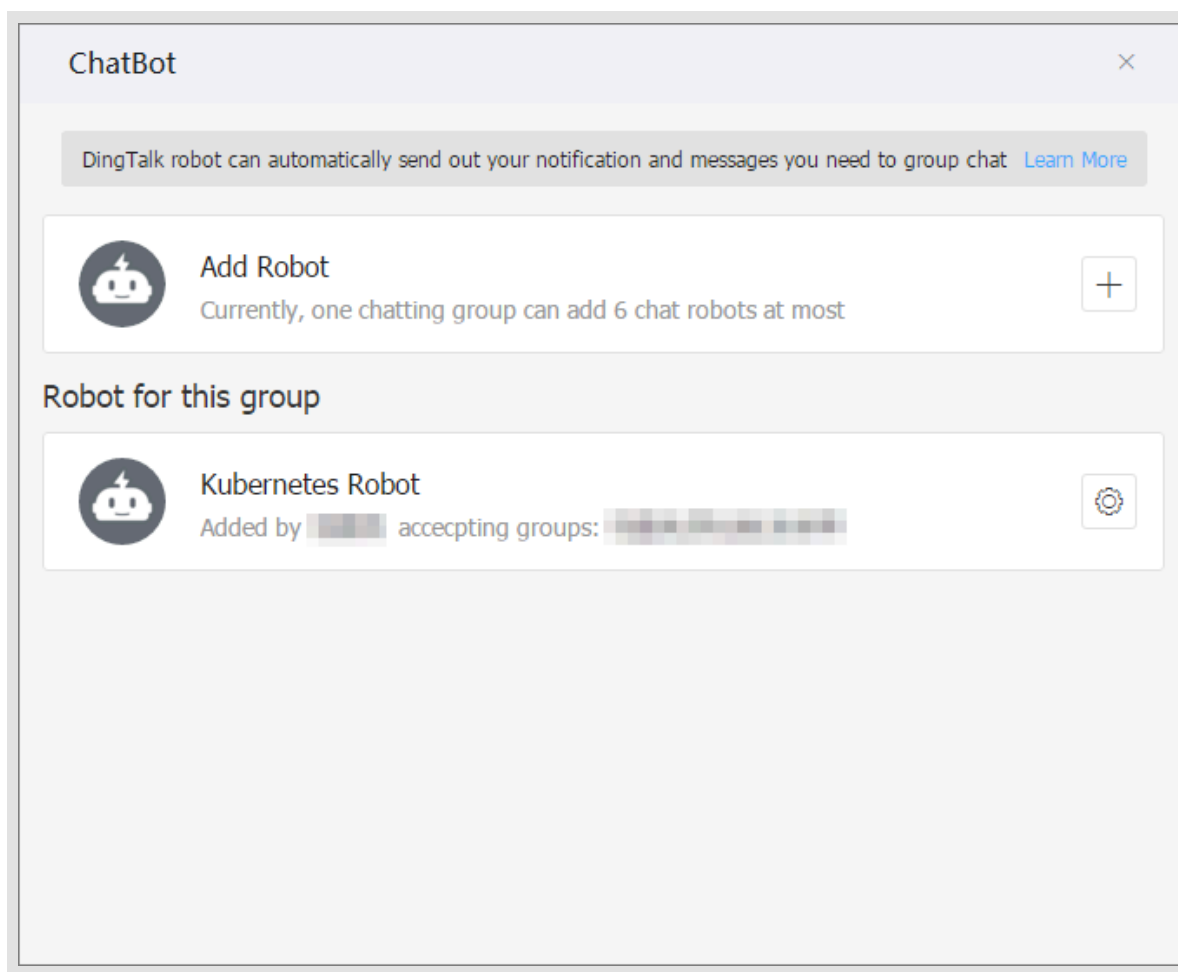 ChatBot
DingTalk robot can automatically send out your notification and messages you need to group chat Learn More
Add Robot
Currently, one chatting group can add 6 chat robots at most
Robot for this group
Kubernetes Robot
Added by accecpting groups: